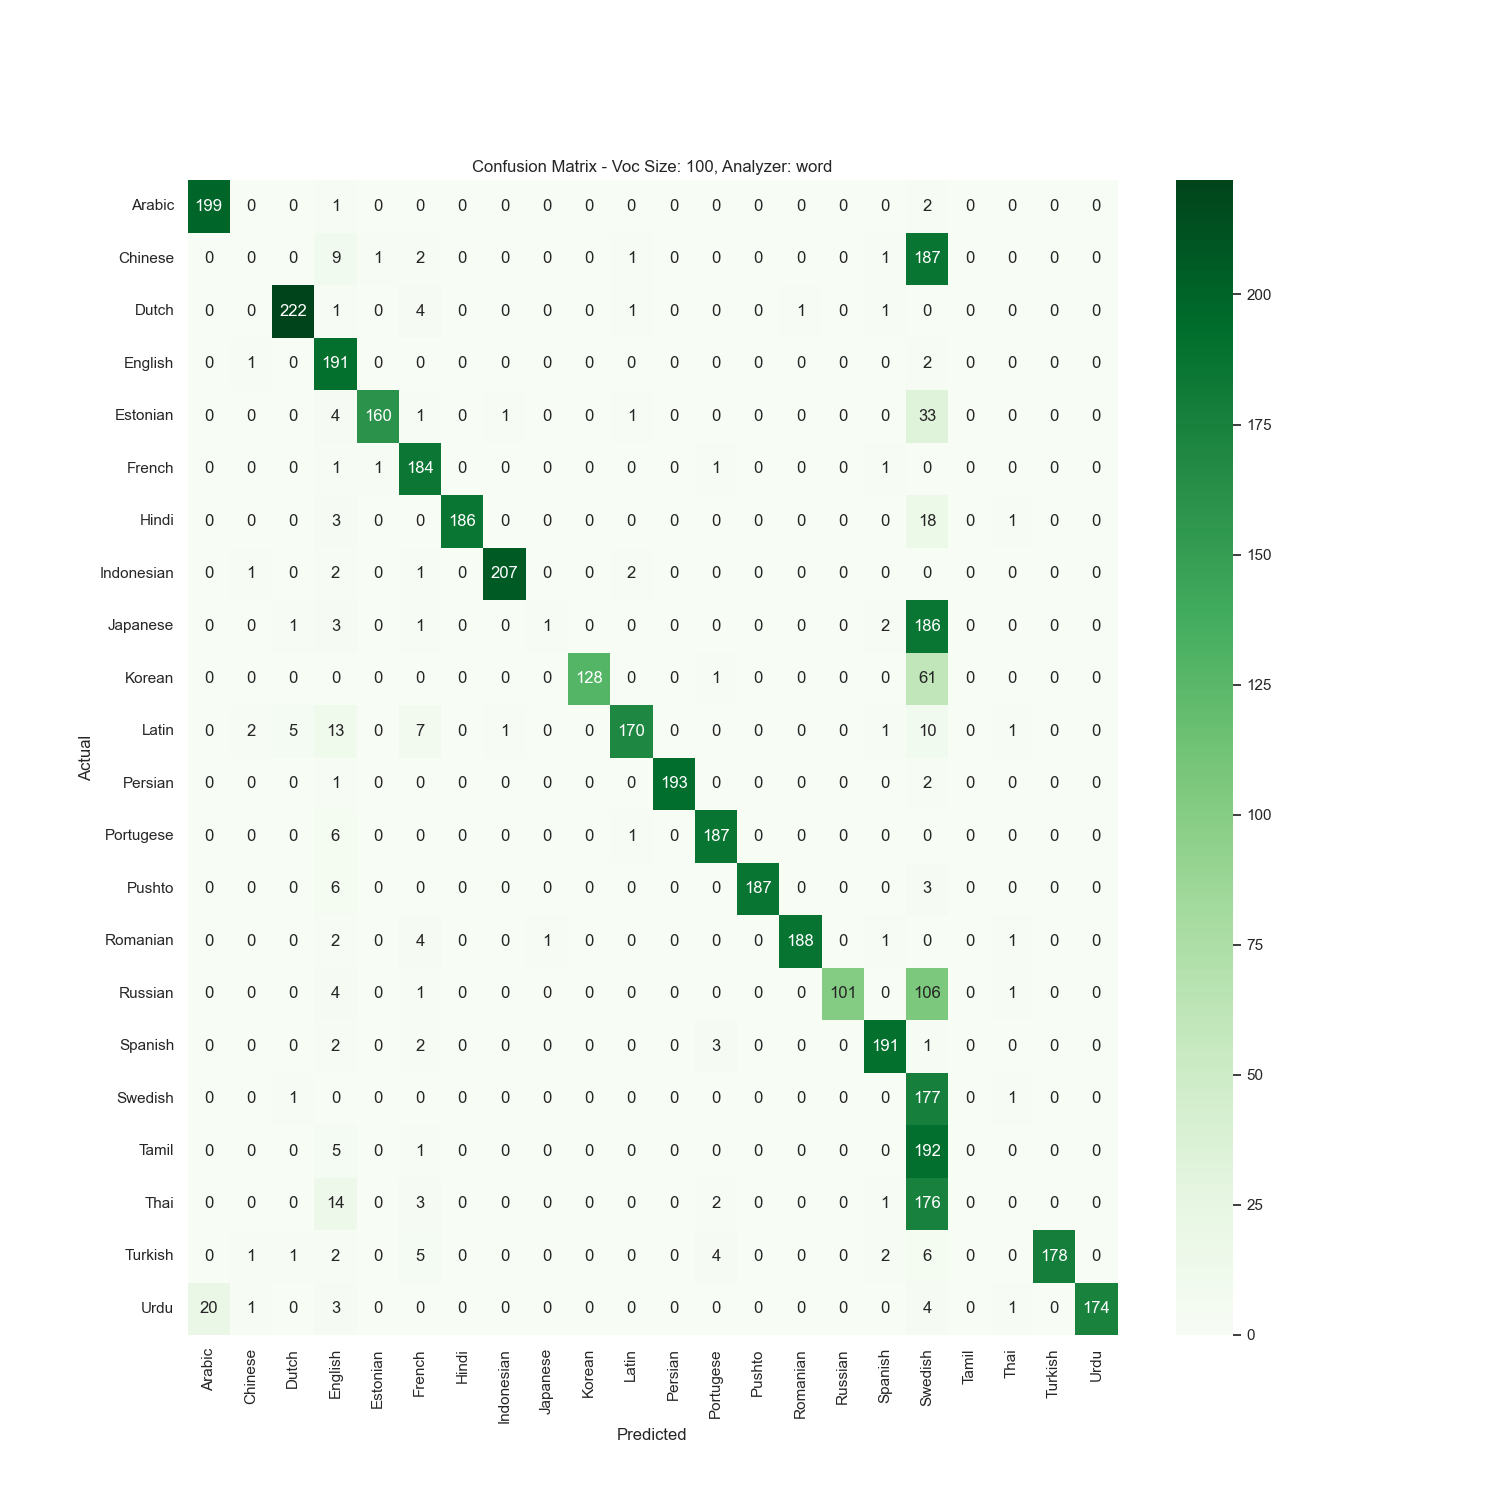 Confusion Matrix - Voc Size: 100, Analyzer: word
Arabic 199 0 0 1 0 0 0 0 0 0 0 0 0 0 0 0 0 2 0 0 0 0
Chinese 0 0 0 9 1 2 0 0 0 0 1 0 0 0 0 0 1 187 0 0 0 0
Dutch 0 0 222 1 0 4 0 0 0 0 1 0 0 0 1 0 1 0 0 0 0 0
English 0 1 0 191 0 0 0 0 0 0 0 0 0 0 0 0 0 2 0 0 0 0
Estonian 0 0 0 4 160 1 0 1 0 0 1 0 0 0 0 0 0 33 0 0 0 0
French 0 0 0 1 1 184 0 0 0 0 0 0 1 0 0 0 1 0 0 0 0 0
Hindi 0 0 0 3 0 0 186 0 0 0 0 0 0 0 0 0 0 18 0 1 0 0
Indonesian 0 1 0 2 0 1 0 207 0 0 2 0 0 0 0 0 0 0 0 0 0 0
Japanese 0 0 1 3 0 1 0 0 1 0 0 0 0 0 0 0 2 186 0 0 0 0
Korean 0 0 0 0 0 0 0 0 0 128 0 0 1 0 0 0 0 61 0 0 0 0
Latin 0 2 5 13 0 7 0 1 0 0 170 0 0 0 0 0 1 10 0 1 0 0
Persian 0 0 0 1 0 0 0 0 0 0 0 193 0 0 0 0 0 2 0 0 0 0
Portugese 0 0 0 6 0 0 0 0 0 0 1 0 187 0 0 0 0 0 0 0 0 0
Pushto 0 0 0 6 0 0 0 0 0 0 0 0 0 187 0 0 0 3 0 0 0 0
Romanian 0 0 0 2 0 4 0 0 1 0 0 0 0 0 188 0 1 0 0 1 0 0
Russian 0 0 0 4 0 1 0 0 0 0 0 0 0 0 0 101 0 106 0 1 0 0
Spanish 0 0 0 2 0 2 0 0 0 0 0 0 3 0 0 0 191 1 0 0 0 0
Swedish 0 0 1 0 0 0 0 0 0 0 0 0 0 0 0 0 0 177 0 1 0 0
Tamil 0 0 0 5 0 1 0 0 0 0 0 0 0 0 0 0 0 192 0 0 0 0
Thai 0 0 0 14 0 3 0 0 0 0 0 0 2 0 0 0 1 176 0 0 0 0
Turkish 0 1 1 2 0 5 0 0 0 0 0 0 4 0 0 0 2 6 0 0 178 0
Urdu 20 1 0 3 0 0 0 0 0 0 0 0 0 0 0 0 0 4 0 1 0 174
Actual
Arabic Chinese Dutch English Estonian French Hindi Indonesian Japanese Korean Latin Persian Portugese Pushto Romanian Russian Spanish Swedish Tamil Thai Turkish Urdu
Predicted
200
175
150
125
100
75
50
25
0